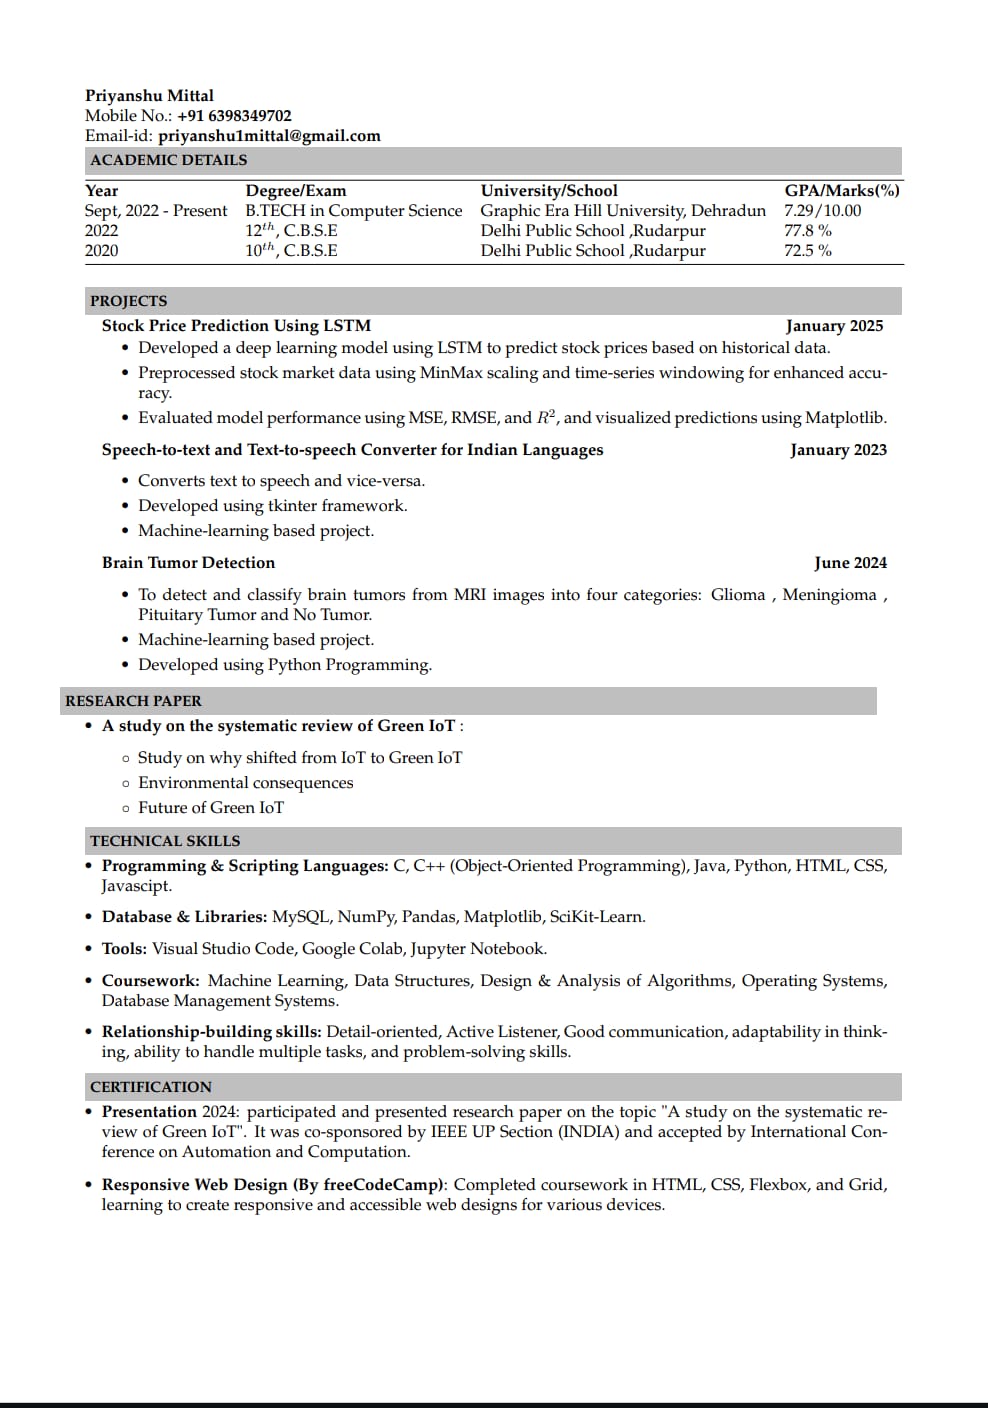 Priyanshu Mittal
Mobile No.: +91 6398349702
Email-id: priyanshu1mittal@gmail.com
ACADEMIC DETAILS
Year Degree/Exam University/School GPA/Marks(%)
Sept, 2022 - Present B.TECH in Computer Science Graphic Era Hill University, Dehradun 7.29/10.00
2022 12th, C.B.S.E Delhi Public School ,Rudarpur 77.8 %
2020 10th, C.B.S.E Delhi Public School ,Rudarpur 72.5 %
PROJECTS
Stock Price Prediction Using LSTM January 2025
• Developed a deep learning model using LSTM to predict stock prices based on historical data.
• Preprocessed stock market data using MinMax scaling and time-series windowing for enhanced accu-
racy.
• Evaluated model performance using MSE, RMSE, and R², and visualized predictions using Matplotlib.
Speech-to-text and Text-to-speech Converter for Indian Languages January 2023
• Converts text to speech and vice-versa.
• Developed using tkinter framework.
• Machine-learning based project.
Brain Tumor Detection June 2024
• To detect and classify brain tumors from MRI images into four categories: Glioma , Meningioma ,
Pituitary Tumor and No Tumor.
• Machine-learning based project.
• Developed using Python Programming.
RESEARCH PAPER
• A study on the systematic review of Green IoT :
◦ Study on why shifted from IoT to Green IoT
◦ Environmental consequences
◦ Future of Green IoT
TECHNICAL SKILLS
• Programming & Scripting Languages: C, C++ (Object-Oriented Programming), Java, Python, HTML, CSS,
Javascipt.
• Database & Libraries: MySQL, NumPy, Pandas, Matplotlib, SciKit-Learn.
• Tools: Visual Studio Code, Google Colab, Jupyter Notebook.
• Coursework: Machine Learning, Data Structures, Design & Analysis of Algorithms, Operating Systems,
Database Management Systems.
• Relationship-building skills: Detail-oriented, Active Listener, Good communication, adaptability in think-
ing, ability to handle multiple tasks, and problem-solving skills.
CERTIFICATION
• Presentation 2024: participated and presented research paper on the topic "A study on the systematic re-
view of Green IoT". It was co-sponsored by IEEE UP Section (INDIA) and accepted by International Con-
ference on Automation and Computation.
• Responsive Web Design (By freeCodeCamp): Completed coursework in HTML, CSS, Flexbox, and Grid,
learning to create responsive and accessible web designs for various devices.